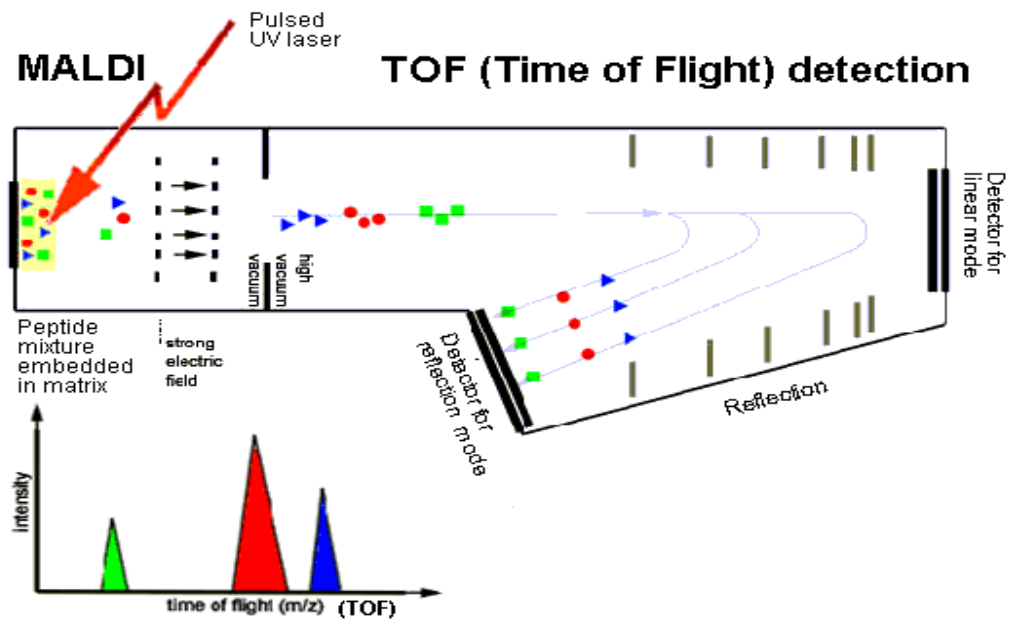 Pulsed
UV laser
MALDI
TOF (Time of Flight) detection
Detector for
linear mode
high
vacuum
vacuum
Peptide
mixture
embedded
in matrix
strong
electric
field
Detector for
reflection mode
Reflection
intensity
time of flight (m/z) (TOF)